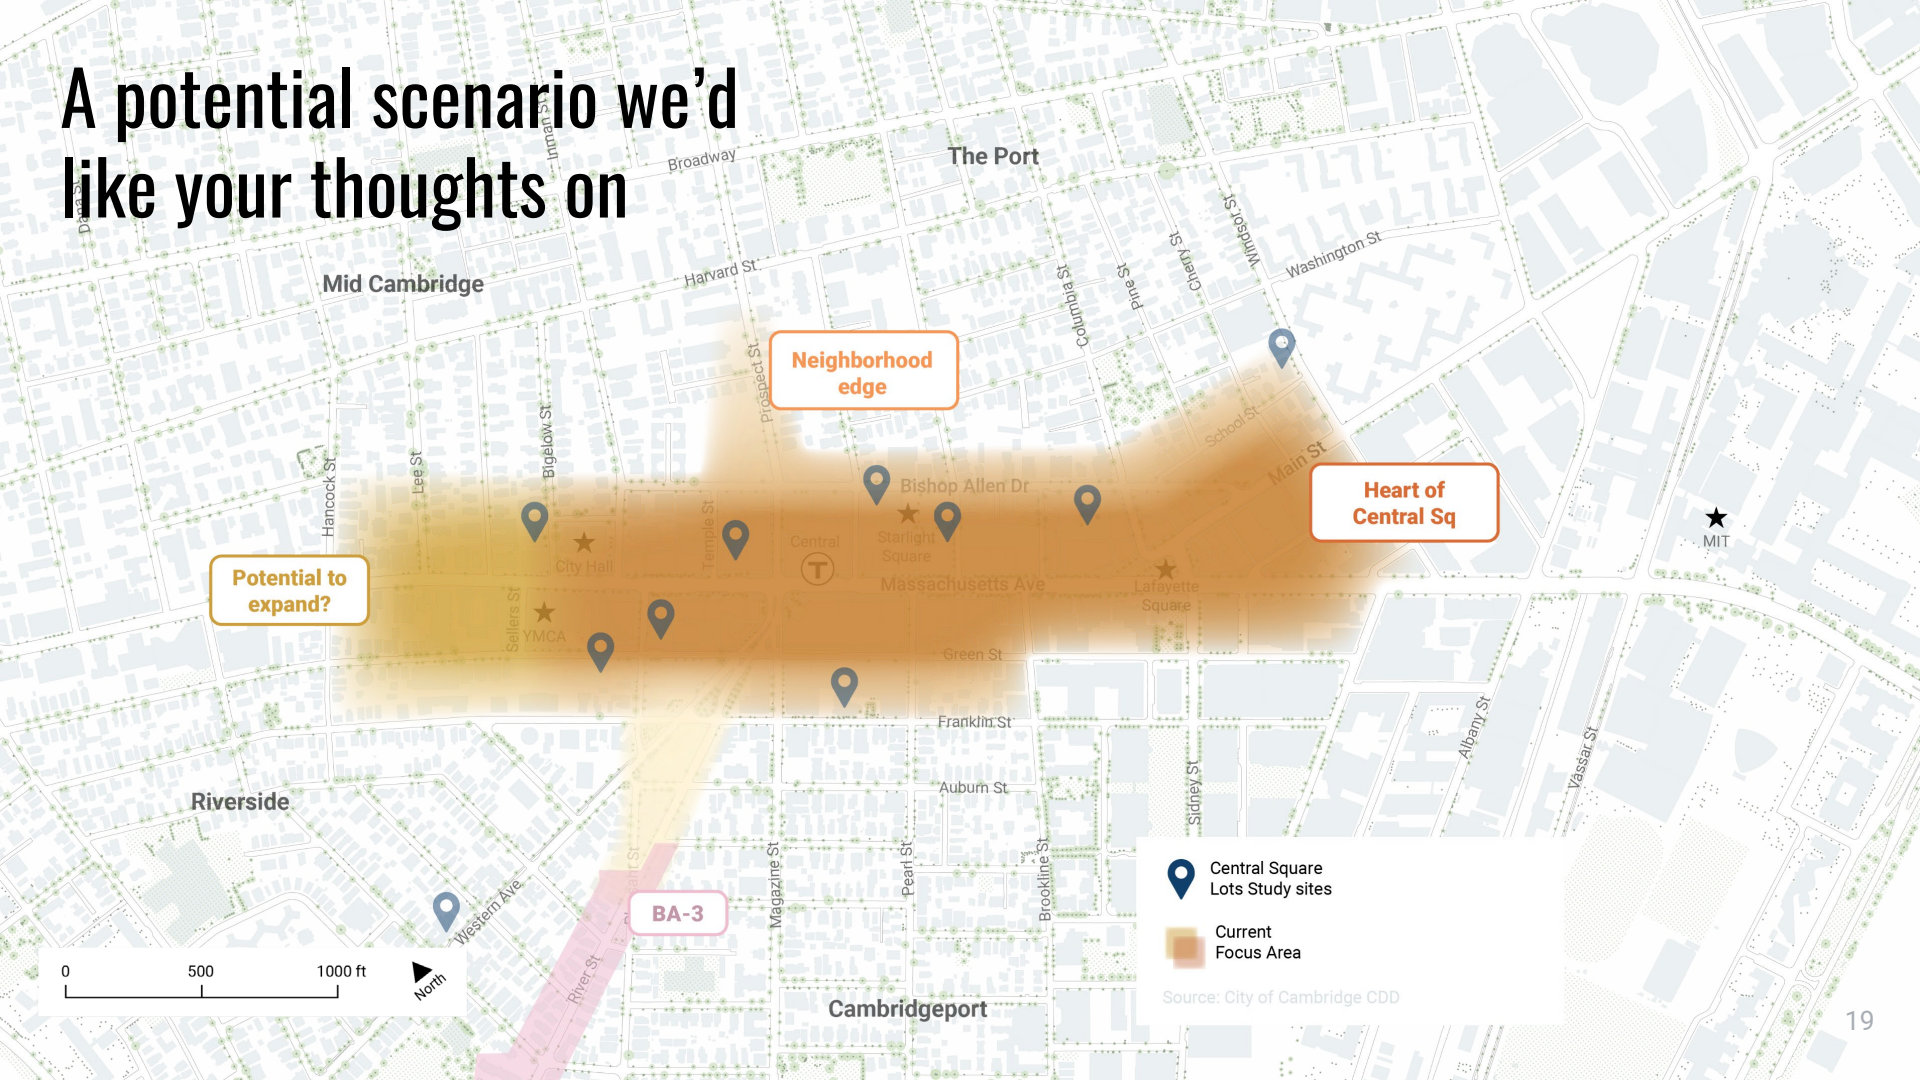 A potential scenario we'd
like your thoughts on
Inman St
Dana St
Broadway
The Port
Mid Cambridge
Harvard St.
Columbia St
Pine St
Cherry St
Windsor St
Washington St
Neighborhood
edge
Prospect St.
School St
Main St
Heart of
Central Sq
MIT
Hancock St
Lee St
Bigelow St
Bishop Allen Dr
Temple St
Central
T
Starlight
Square
City Hall
Massachusetts Ave
Lafayette
Square
Potential to
expand?
Sellers St
YMCA
Green St
Franklin St
Auburn St
Riverside
Western Ave
River St
BA-3
Magazine St
Pearl St
Brookline St
Sidney St
Albany St
Vassar St
Cambridgeport
0
500
1000 ft
North
Central Square
Lots Study sites
Current
Focus Area
Source: City of Cambridge CDD
19